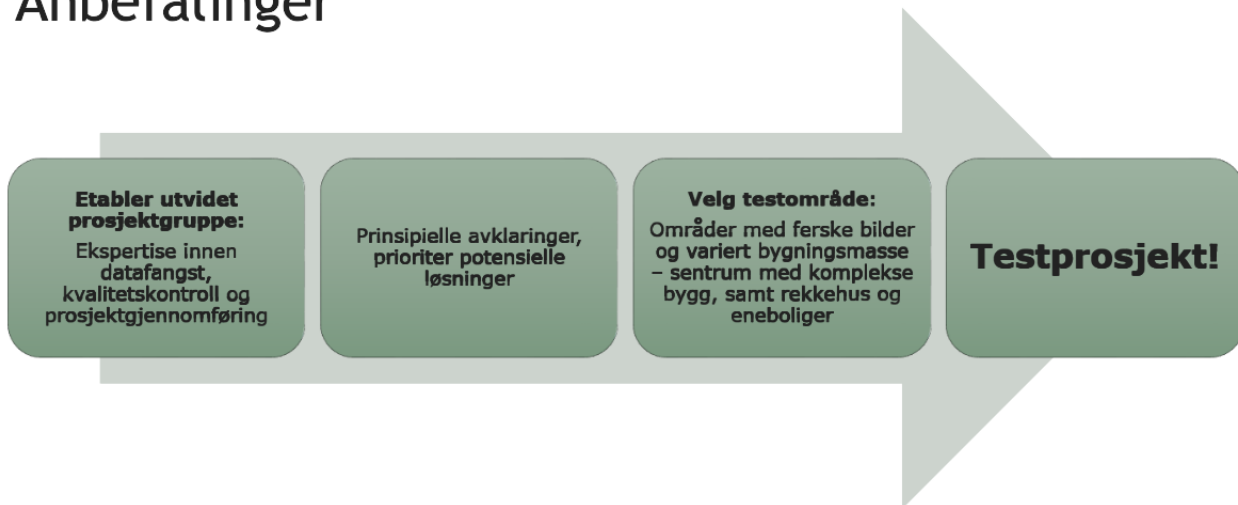 Anbefalinger
Etabler utvidet
prosjektgruppe:
Ekspertise innen
datafangst,
kvalitetskontroll og
prosjektgjennomføring
Prinsipielle avklaringer,
prioriter potensielle
løsninger
Velg testområde:
Områder med ferske bilder
og variert bygningsmasse
– sentrum med komplekse
bygg, samt rekkehus og
eneboliger
Testprosjekt!